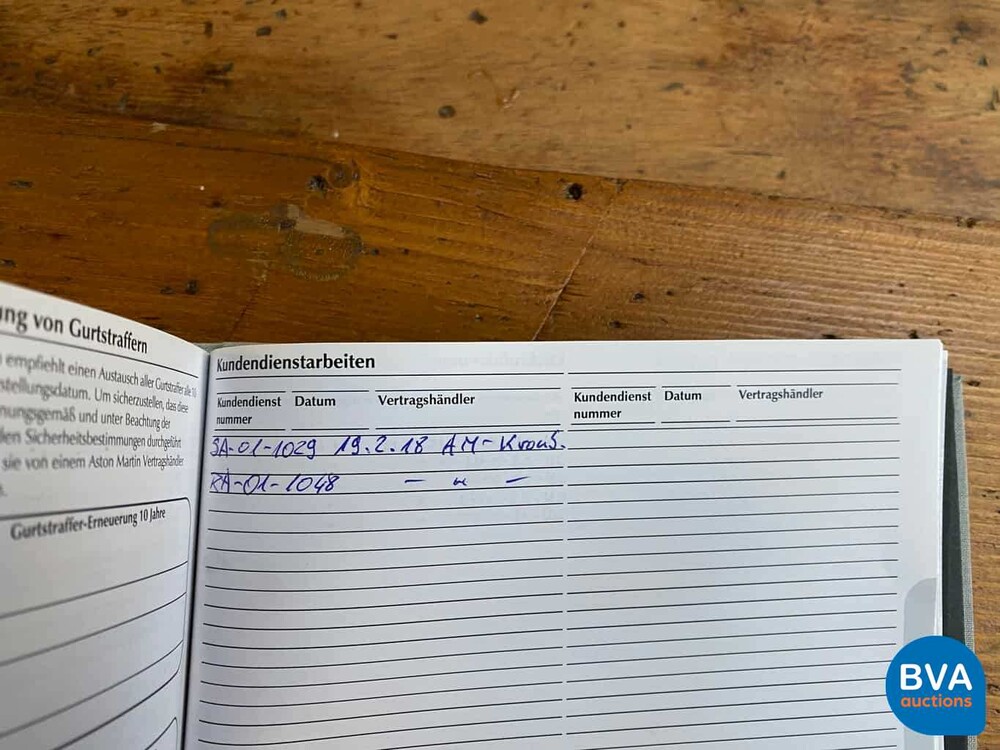 ng von Gurtstraffern
empfiehlt einen Austausch aller Gurtstraffer alle 10
stellungsdatum. Um sicherzustellen, dass diese
nungsgemäß und unter Beachtung der
len Sicherheitsbestimmungen durchgeführt
sie von einem Aston Martin Vertragshändler
Gurtstraffer-Erneuerung 10 Jahre
Kundendienstarbeiten
Kundendienst nummer Datum Vertragshändler
SA-01-1029 19.2.18 AM-Kraus.
RA-01-1048 - " -
Kundendienst nummer Datum Vertragshändler
BVA
auctions